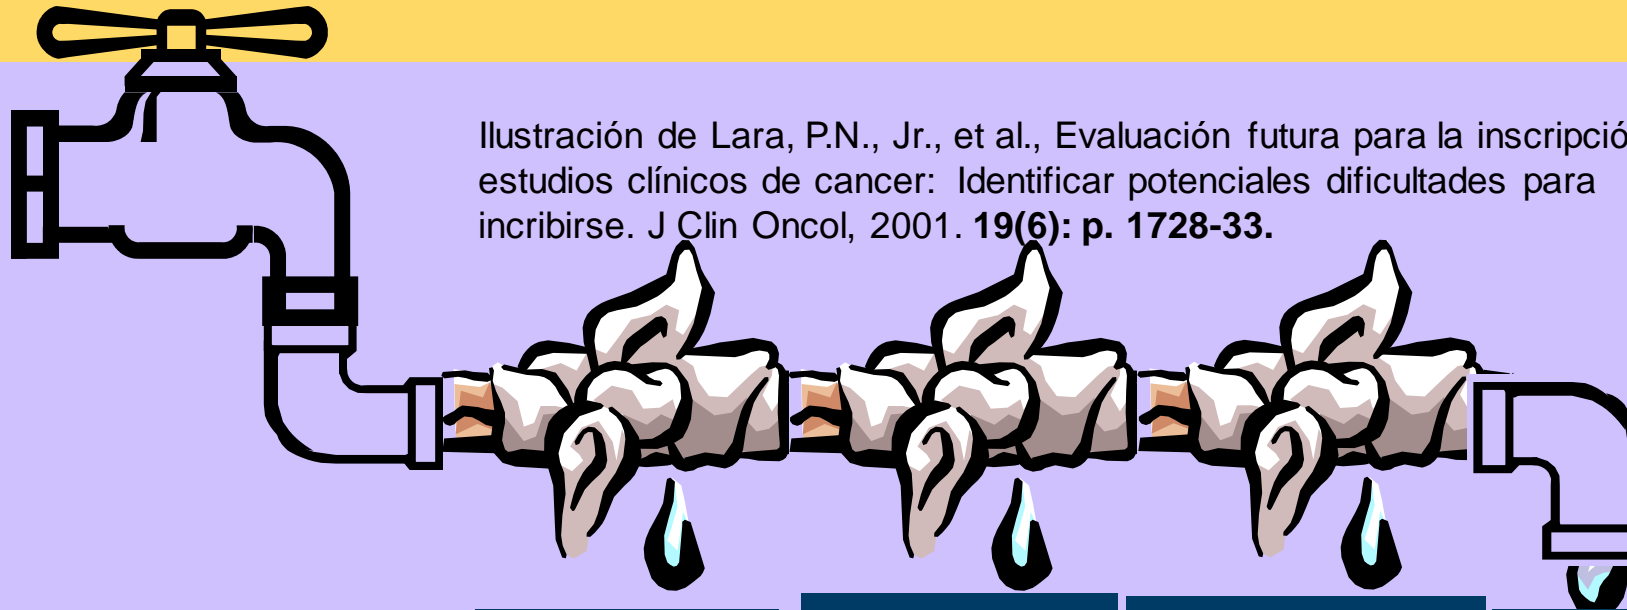 Ilustración de Lara, P.N., Jr., et al., Evaluación futura para la inscripció
estudios clínicos de cancer: Identificar potenciales dificultades para
incribirse. J Clin Oncol, 2001. 19(6): p. 1728-33.